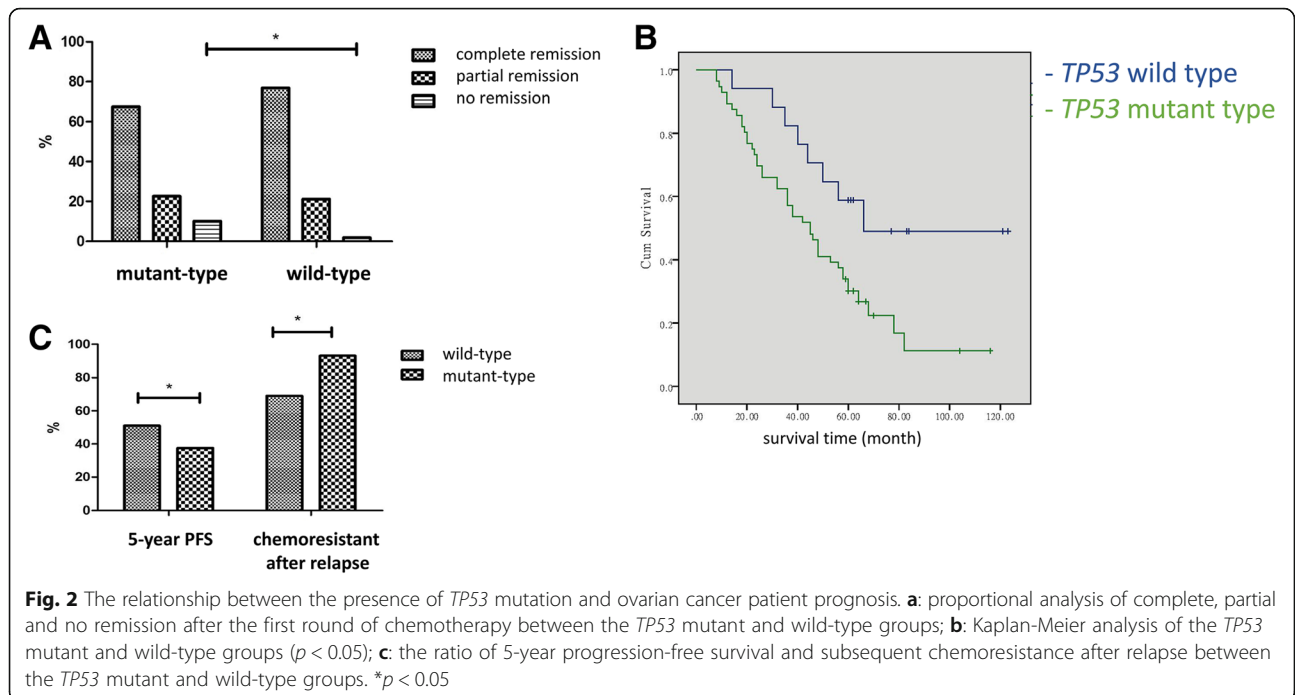 A
100
80
60
40
20
0
%
*
complete remission
partial remission
no remission
mutant-type
wild-type
B
1.0
0.8
0.6
0.4
0.2
0.0
Cum Survival
.00 20.00 40.00 60.00 80.00 100.00 120.00
survival time (month)
- TP53 wild type
- TP53 mutant type
C
100
80
60
40
20
0
%
*
*
wild-type
mutant-type
5-year PFS
chemoresistant
after relapse
Fig. 2 The relationship between the presence of TP53 mutation and ovarian cancer patient prognosis. a: proportional analysis of complete, partial
and no remission after the first round of chemotherapy between the TP53 mutant and wild-type groups; b: Kaplan-Meier analysis of the TP53
mutant and wild-type groups (p < 0.05); c: the ratio of 5-year progression-free survival and subsequent chemoresistance after relapse between
the TP53 mutant and wild-type groups. *p < 0.05